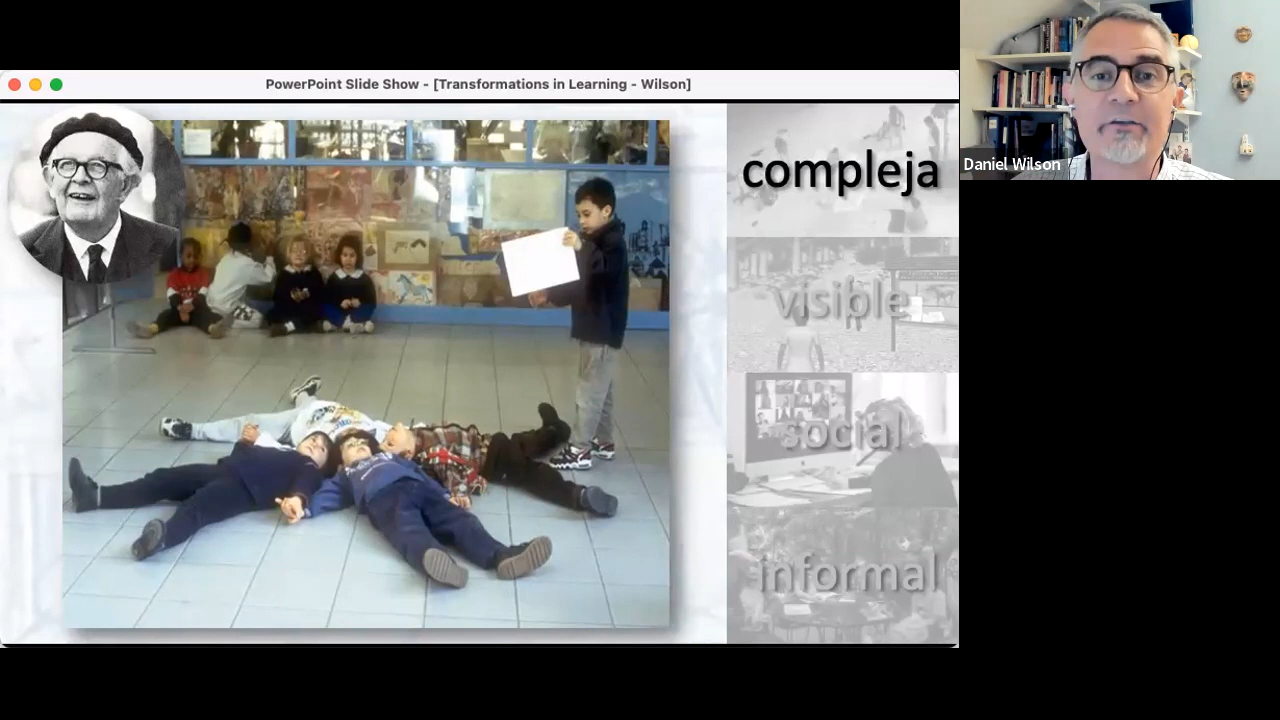 PowerPoint Slide Show - [Transformations in Learning - Wilson]
compleja
visible
social
informal
Daniel Wilson